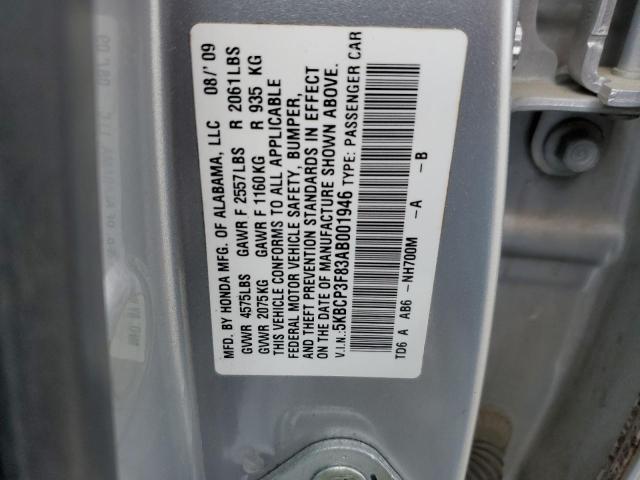 MFD. BY HONDA MFG. OF ALABAMA, LLC 08/'09
GVWR 4575LBS GAWR F 2557LBS R 2061LBS
GVWR 2075KG GAWR F 1160KG R 935 KG
THIS VEHICLE CONFORMS TO ALL APPLICABLE
FEDERAL MOTOR VEHICLE SAFETY, BUMPER,
AND THEFT PREVENTION STANDARDS IN EFFECT
ON THE DATE OF MANUFACTURE SHOWN ABOVE.
V.I.N.:5KBCP3F83AB001946 TYPE: PASSENGER CAR
TD6 A AB6 -NH700M -A -B